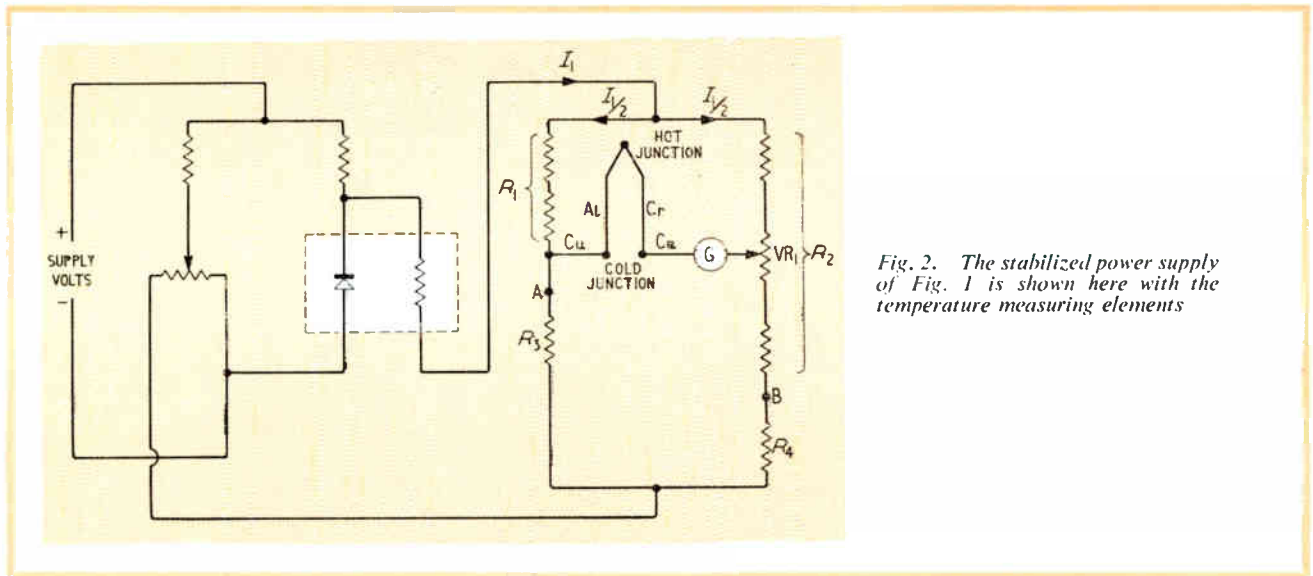 I₁
I₁/2 I₁/2
HOT
JUNCTION
R₁
Al Cr
+
SUPPLY
VOLTS
−
Cu Cu G VR₁ R₂
COLD
JUNCTION
A
R₃
B
R₄
Fig. 2. The stabilized power supply
of Fig. 1 is shown here with the
temperature measuring elements